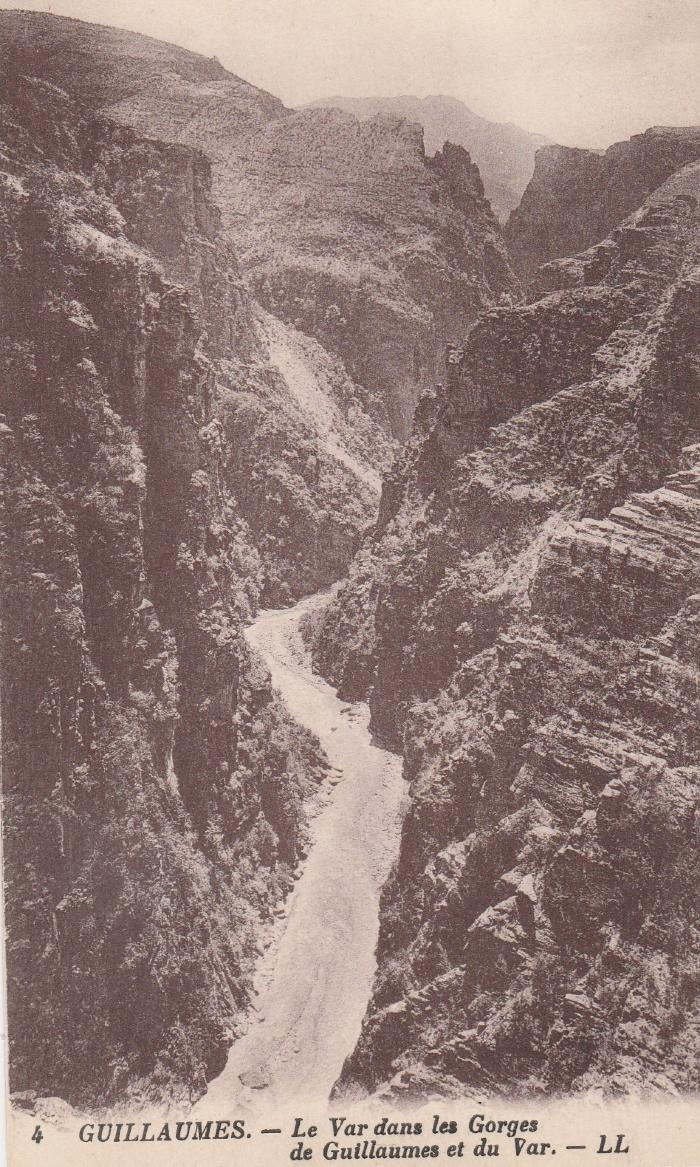 4 GUILLAUMES. — Le Var dans les Gorges
de Guillaumes et du Var. — LL